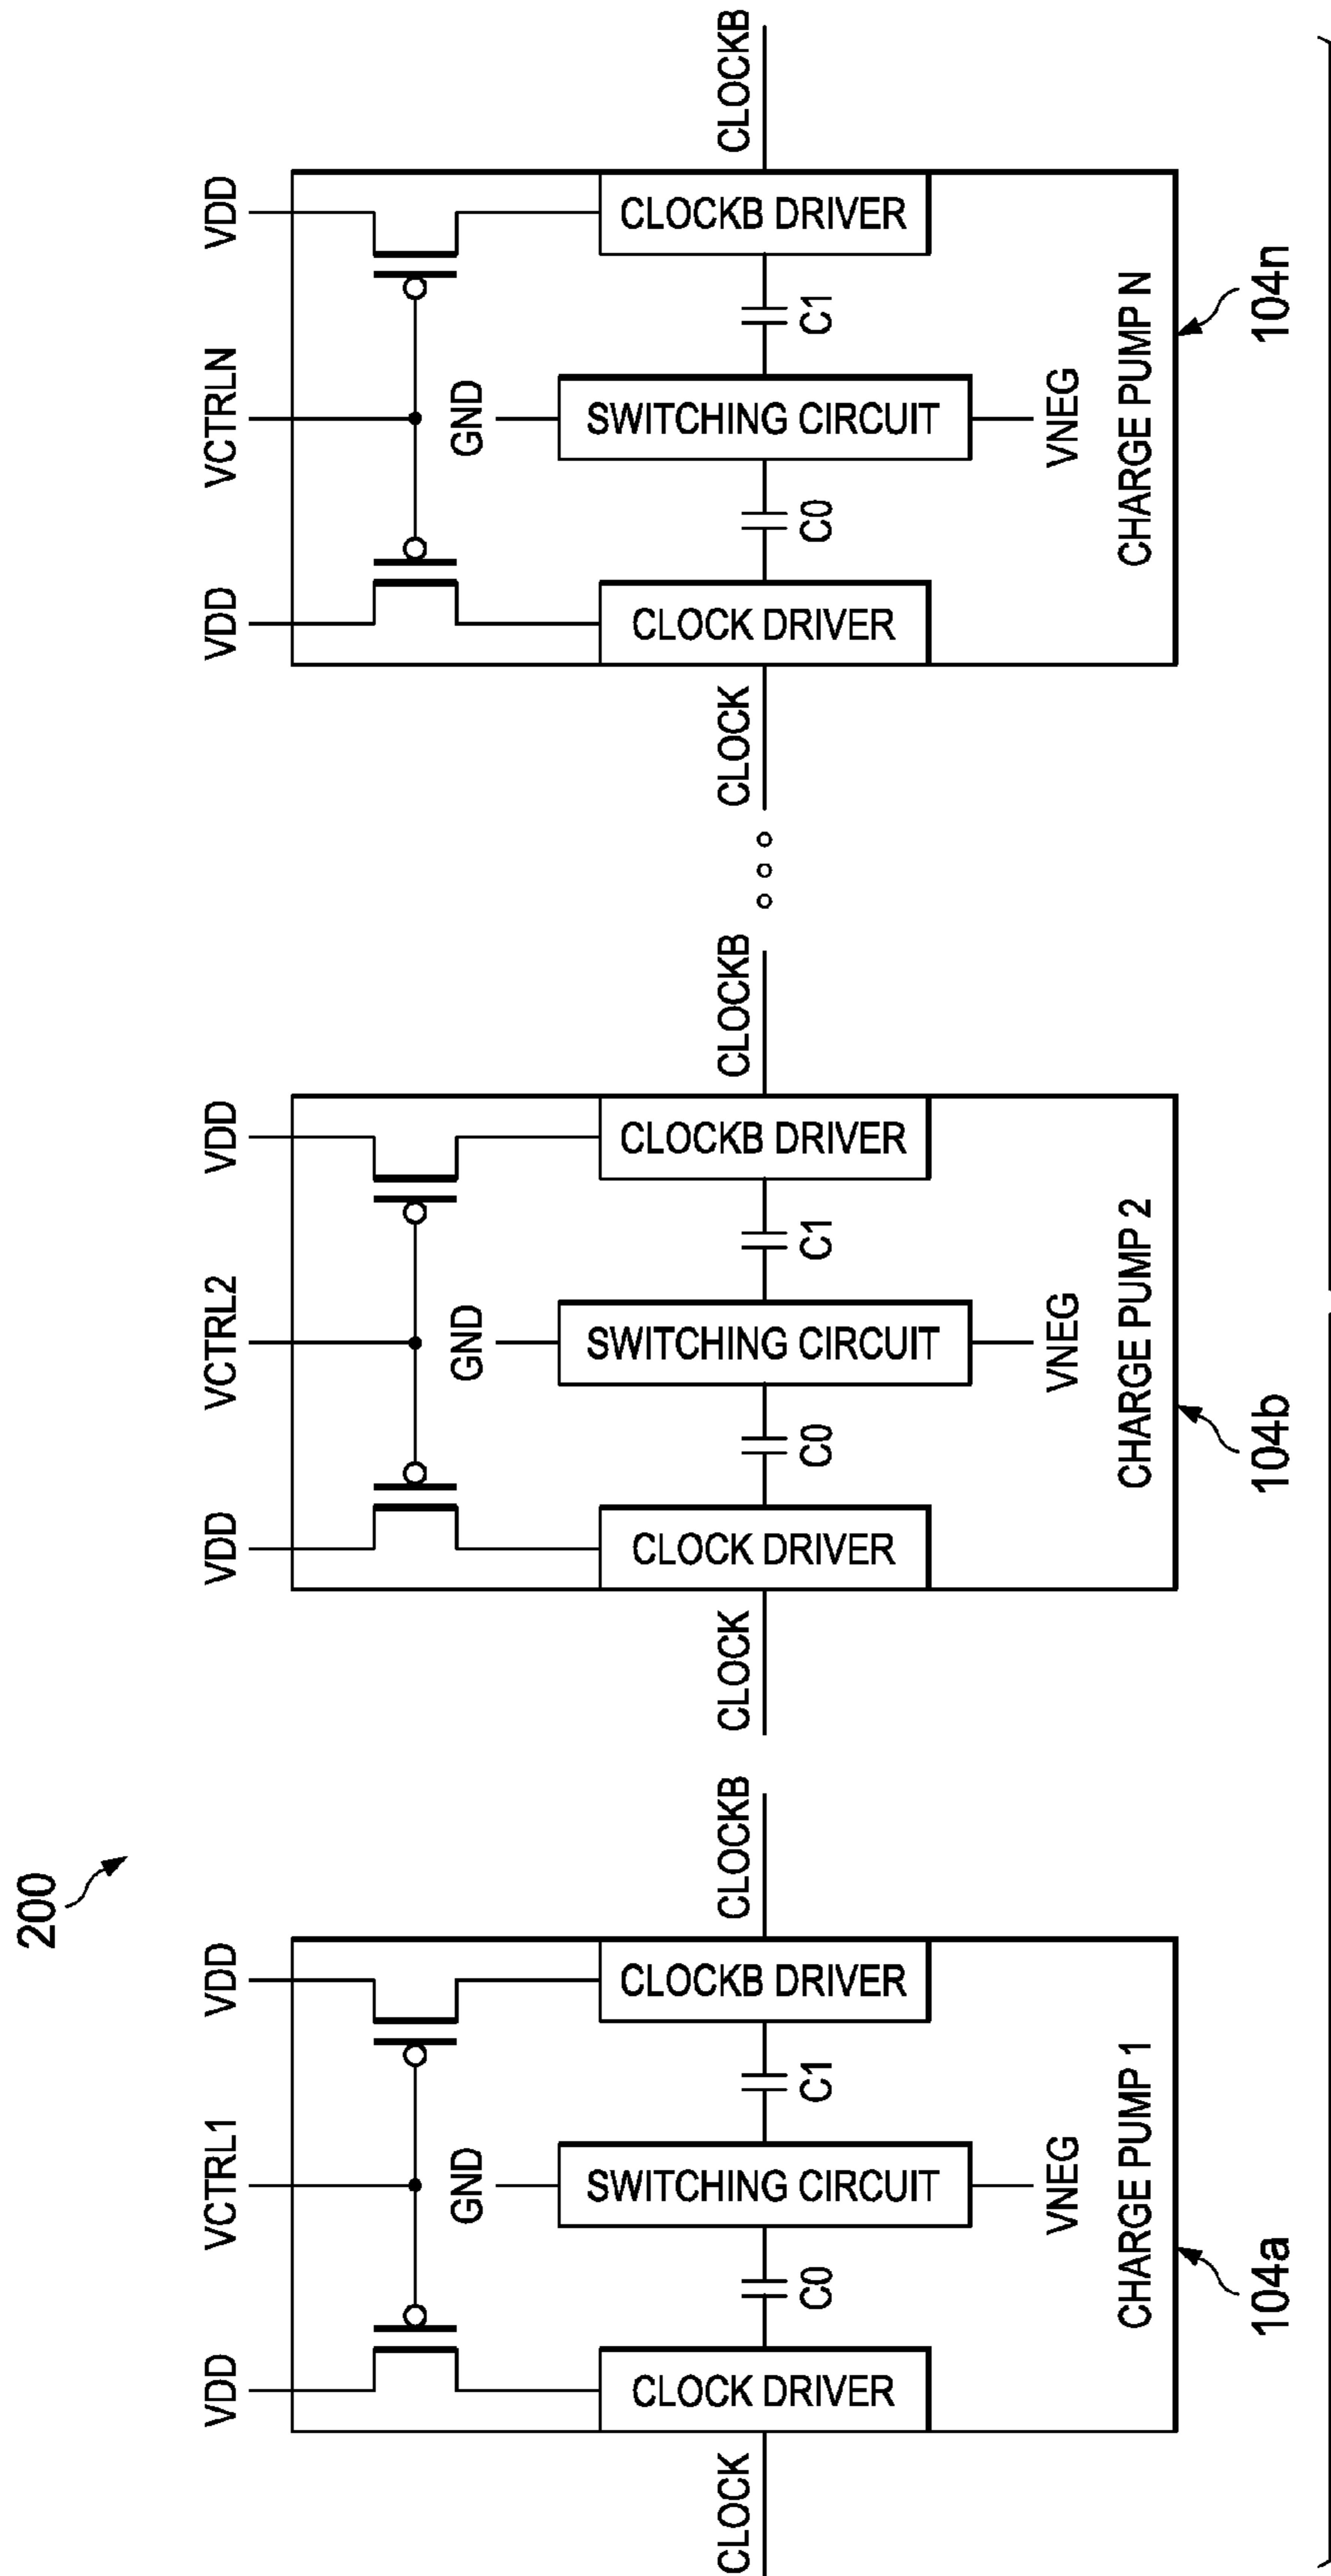 200
VDD
VCTRL1
VDD
GND
CLOCK
CLOCK DRIVER
C0
SWITCHING CIRCUIT
C1
CLOCKB DRIVER
CLOCKB
VNEG
CHARGE PUMP 1
104a
VDD
VCTRL2
VDD
GND
CLOCK
CLOCK DRIVER
C0
SWITCHING CIRCUIT
C1
CLOCKB DRIVER
CLOCKB
VNEG
CHARGE PUMP 2
104b
VDD
VCTRLN
VDD
GND
CLOCK
CLOCK DRIVER
C0
SWITCHING CIRCUIT
C1
CLOCKB DRIVER
CLOCKB
VNEG
CHARGE PUMP N
104n